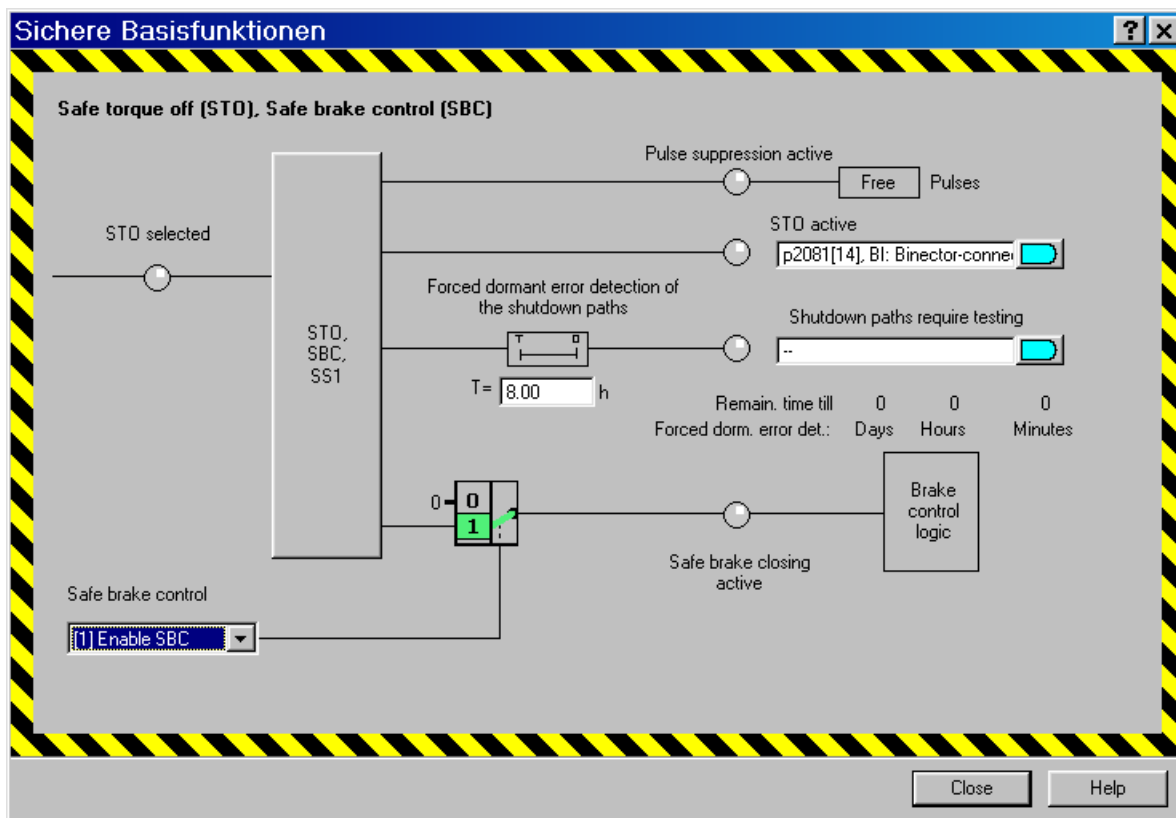 Sichere Basisfunktionen
? ×
Safe torque off (STO), Safe brake control (SBC)
Pulse suppression active
Free Pulses
STO selected
STO active
p2081[14], BI: Binector-connec
Forced dormant error detection of
the shutdown paths
Shutdown paths require testing
STO,
SBC,
SS1
T 0
--
T= 8.00 h
Remain. time till 0 0 0
Forced dorm. error det.: Days Hours Minutes
0 0
1
Brake
control
logic
Safe brake closing
active
Safe brake control
[1] Enable SBC
Close Help